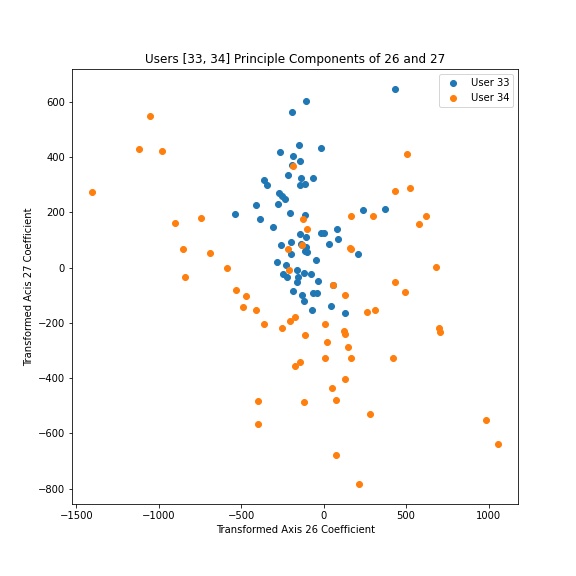 Users [33, 34] Principle Components of 26 and 27
User 33
User 34
600
400
200
0
−200
−400
−600
−800
Transformed Acis 27 Coefficient
−1500
−1000
−500
0
500
1000
Transformed Axis 26 Coefficient